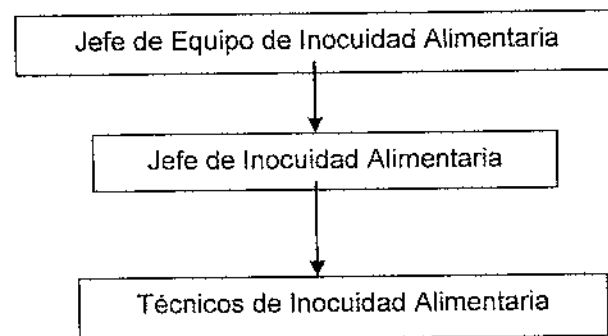 Jefe de Equipo de Inocuidad Alimentaria
Jefe de Inocuidad Alimentaria
Técnicos de Inocuidad Alimentaria